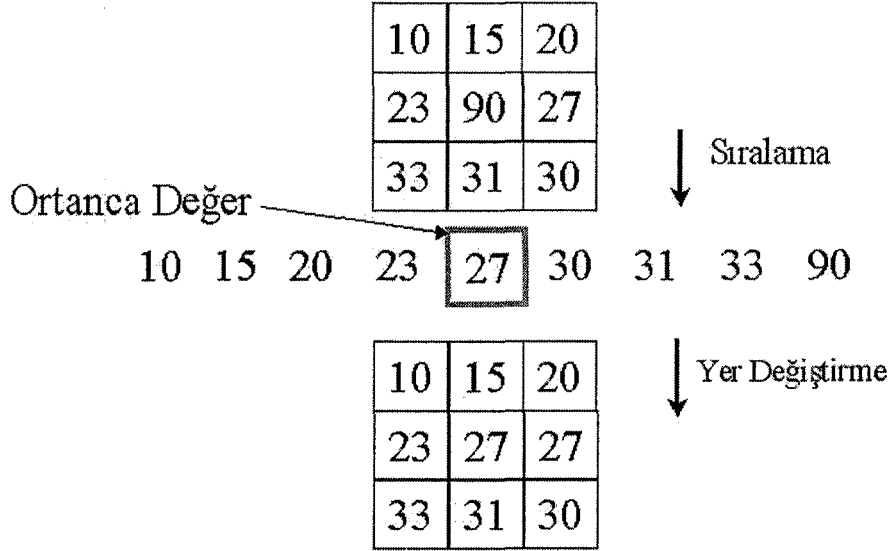 10 15 20
23 90 27
33 31 30
Sıralama
Ortanca Değer
10 15 20 23 27 30 31 33 90
10 15 20
Yer Değiştirme
23 27 27
33 31 30